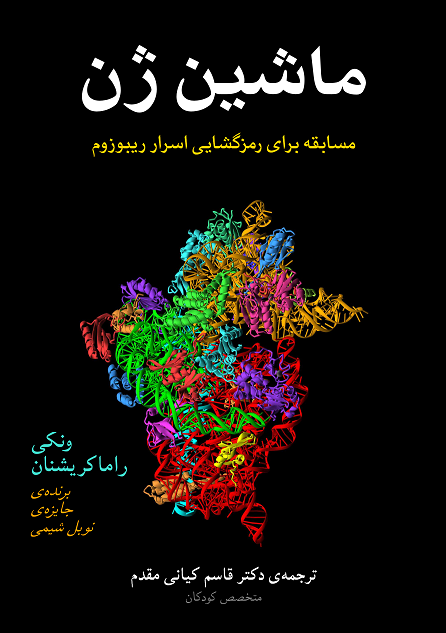 ماشین ژن
مسابقه برای رمزگشایی اسرار ریبوزوم
ونکی
راماکریشنان
برنده‌ی
جایزه‌ی
نوبل شیمی
ترجمه‌ی دکتر قاسم کیانی مقدم
متخصص کودکان